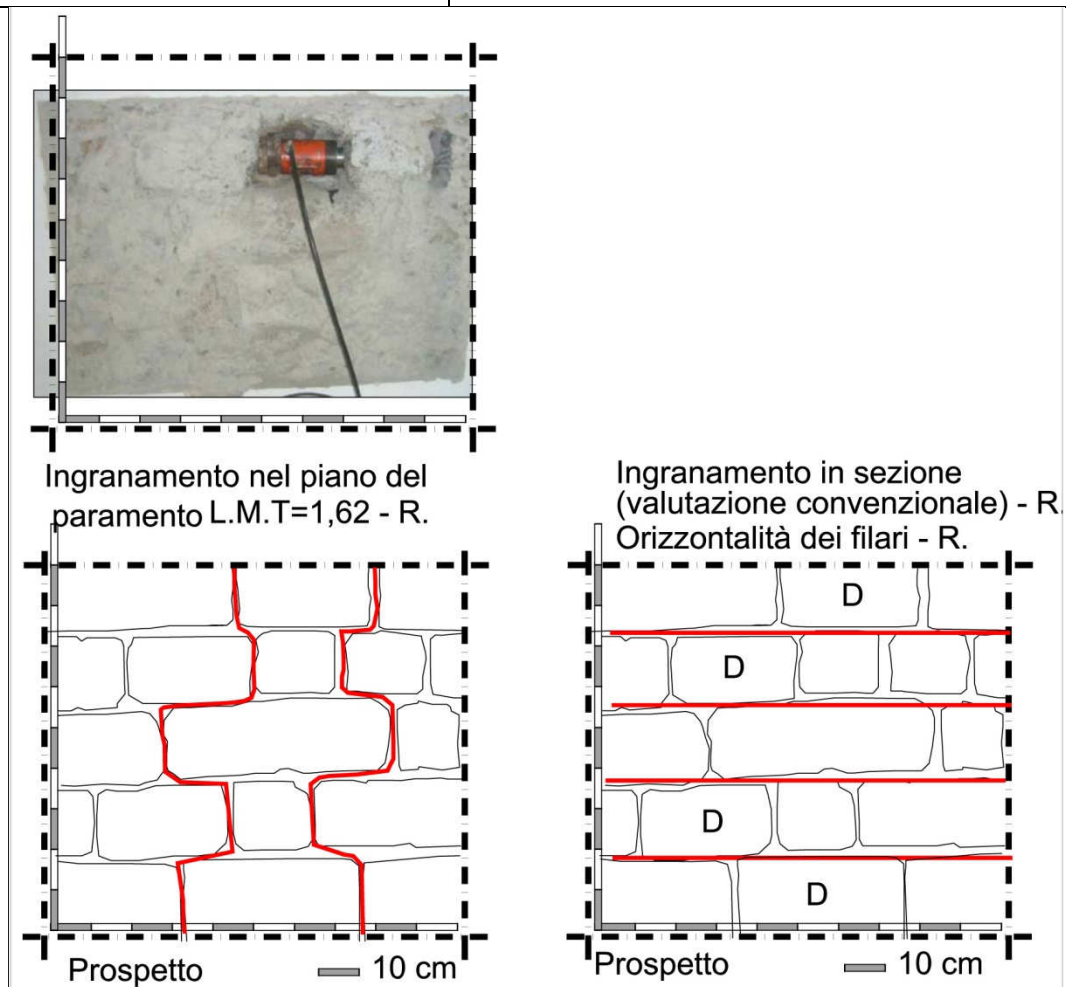 Ingranamento nel piano del
paramento L.M.T=1,62 - R.
Ingranamento in sezione
(valutazione convenzionale) - R.
Orizzontalità dei filari - R.
D
D
D
D
Prospetto
10 cm
Prospetto
10 cm